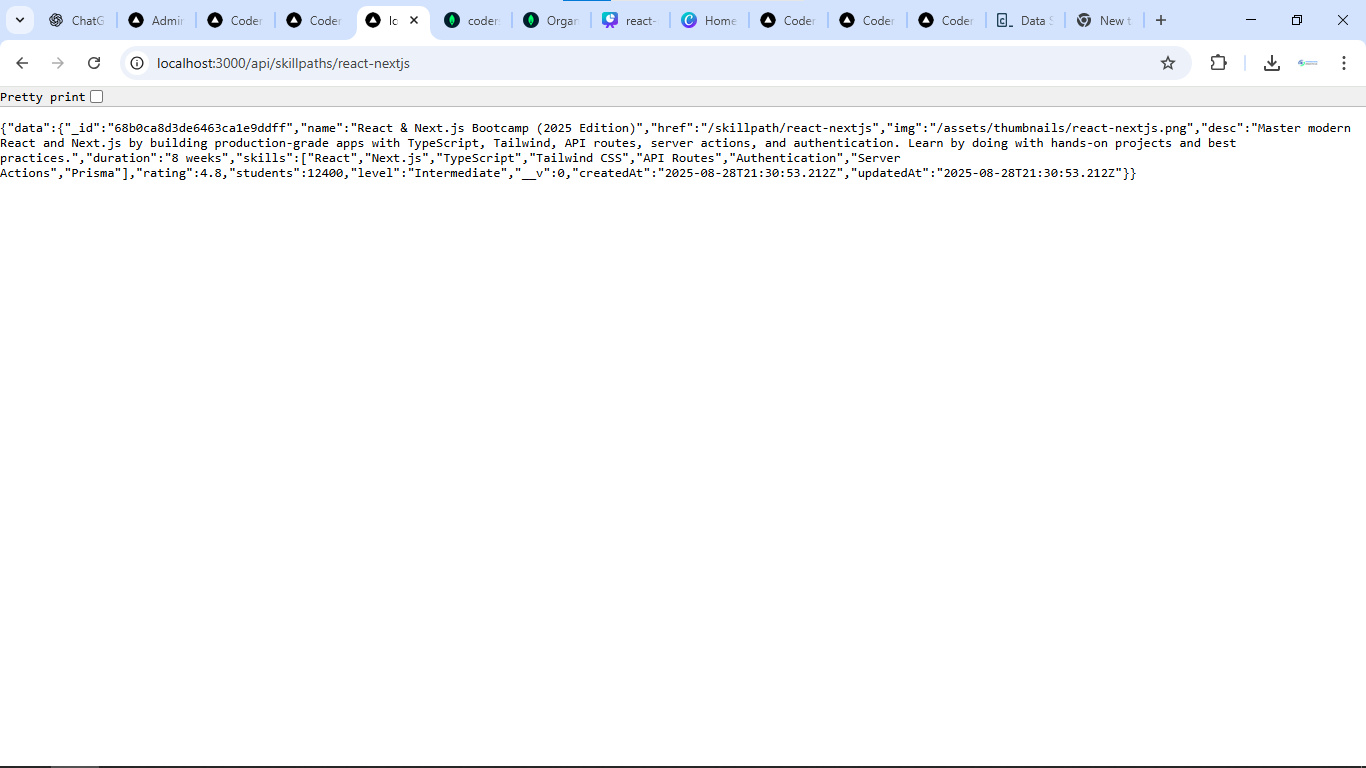 ChatG
Admir
Coder
Coder
lc
coder
Organ
react-
Home
Coder
Coder
Coder
Data S
New t
localhost:3000/api/skillpaths/react-nextjs
Pretty print
{"data":{"_id":"68b0ca8d3de6463ca1e9ddff","name":"React & Next.js Bootcamp (2025 Edition)","href":"/skillpath/react-nextjs","img":"/assets/thumbnails/react-nextjs.png","desc":"Master modern
React and Next.js by building production-grade apps with TypeScript, Tailwind, API routes, server actions, and authentication. Learn by doing with hands-on projects and best
practices.","duration":"8 weeks","skills":["React","Next.js","TypeScript","Tailwind CSS","API Routes","Authentication","Server
Actions","Prisma"],"rating":4.8,"students":12400,"level":"Intermediate","__v":0,"createdAt":"2025-08-28T21:30:53.212Z","updatedAt":"2025-08-28T21:30:53.212Z"}}